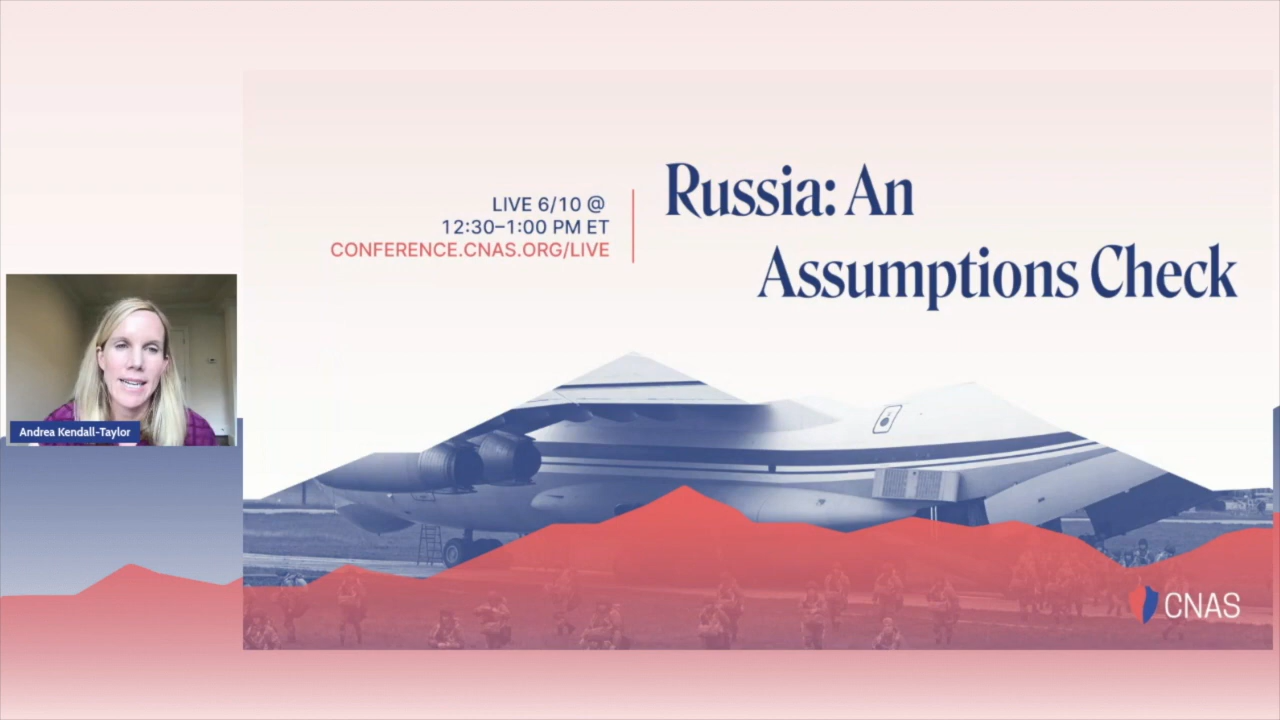 LIVE 6/10 @
12:30–1:00 PM ET
CONFERENCE.CNAS.ORG/LIVE
Russia: An
Assumptions Check
Andrea Kendall-Taylor
CNAS